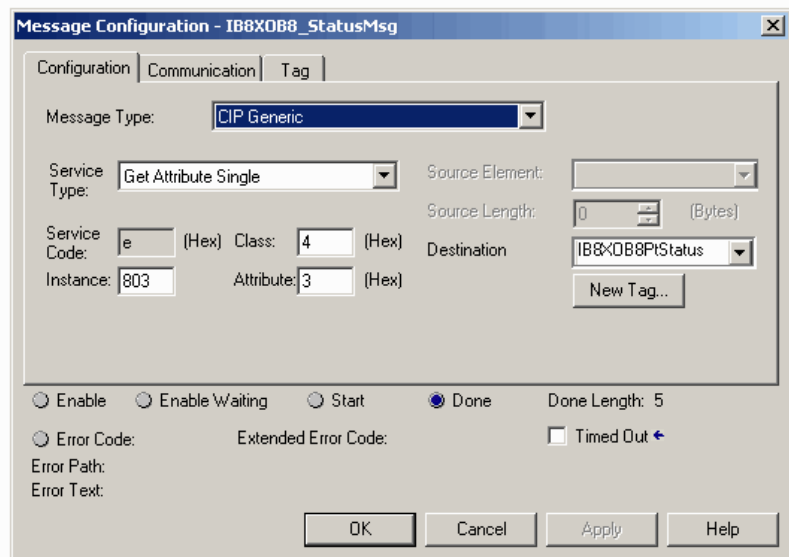 Message Configuration - IB8XOB8_StatusMsg
Configuration Communication Tag
Message Type: CIP Generic
Service Type: Get Attribute Single Source Element:
Source Length: 0 (Bytes)
Service Code: e (Hex) Class: 4 (Hex) Destination IB8XOB8PtStatus
Instance: 803 Attribute: 3 (Hex) New Tag...
Enable Enable Waiting Start Done Done Length: 5
Error Code: Extended Error Code: Timed Out
Error Path:
Error Text:
OK Cancel Apply Help